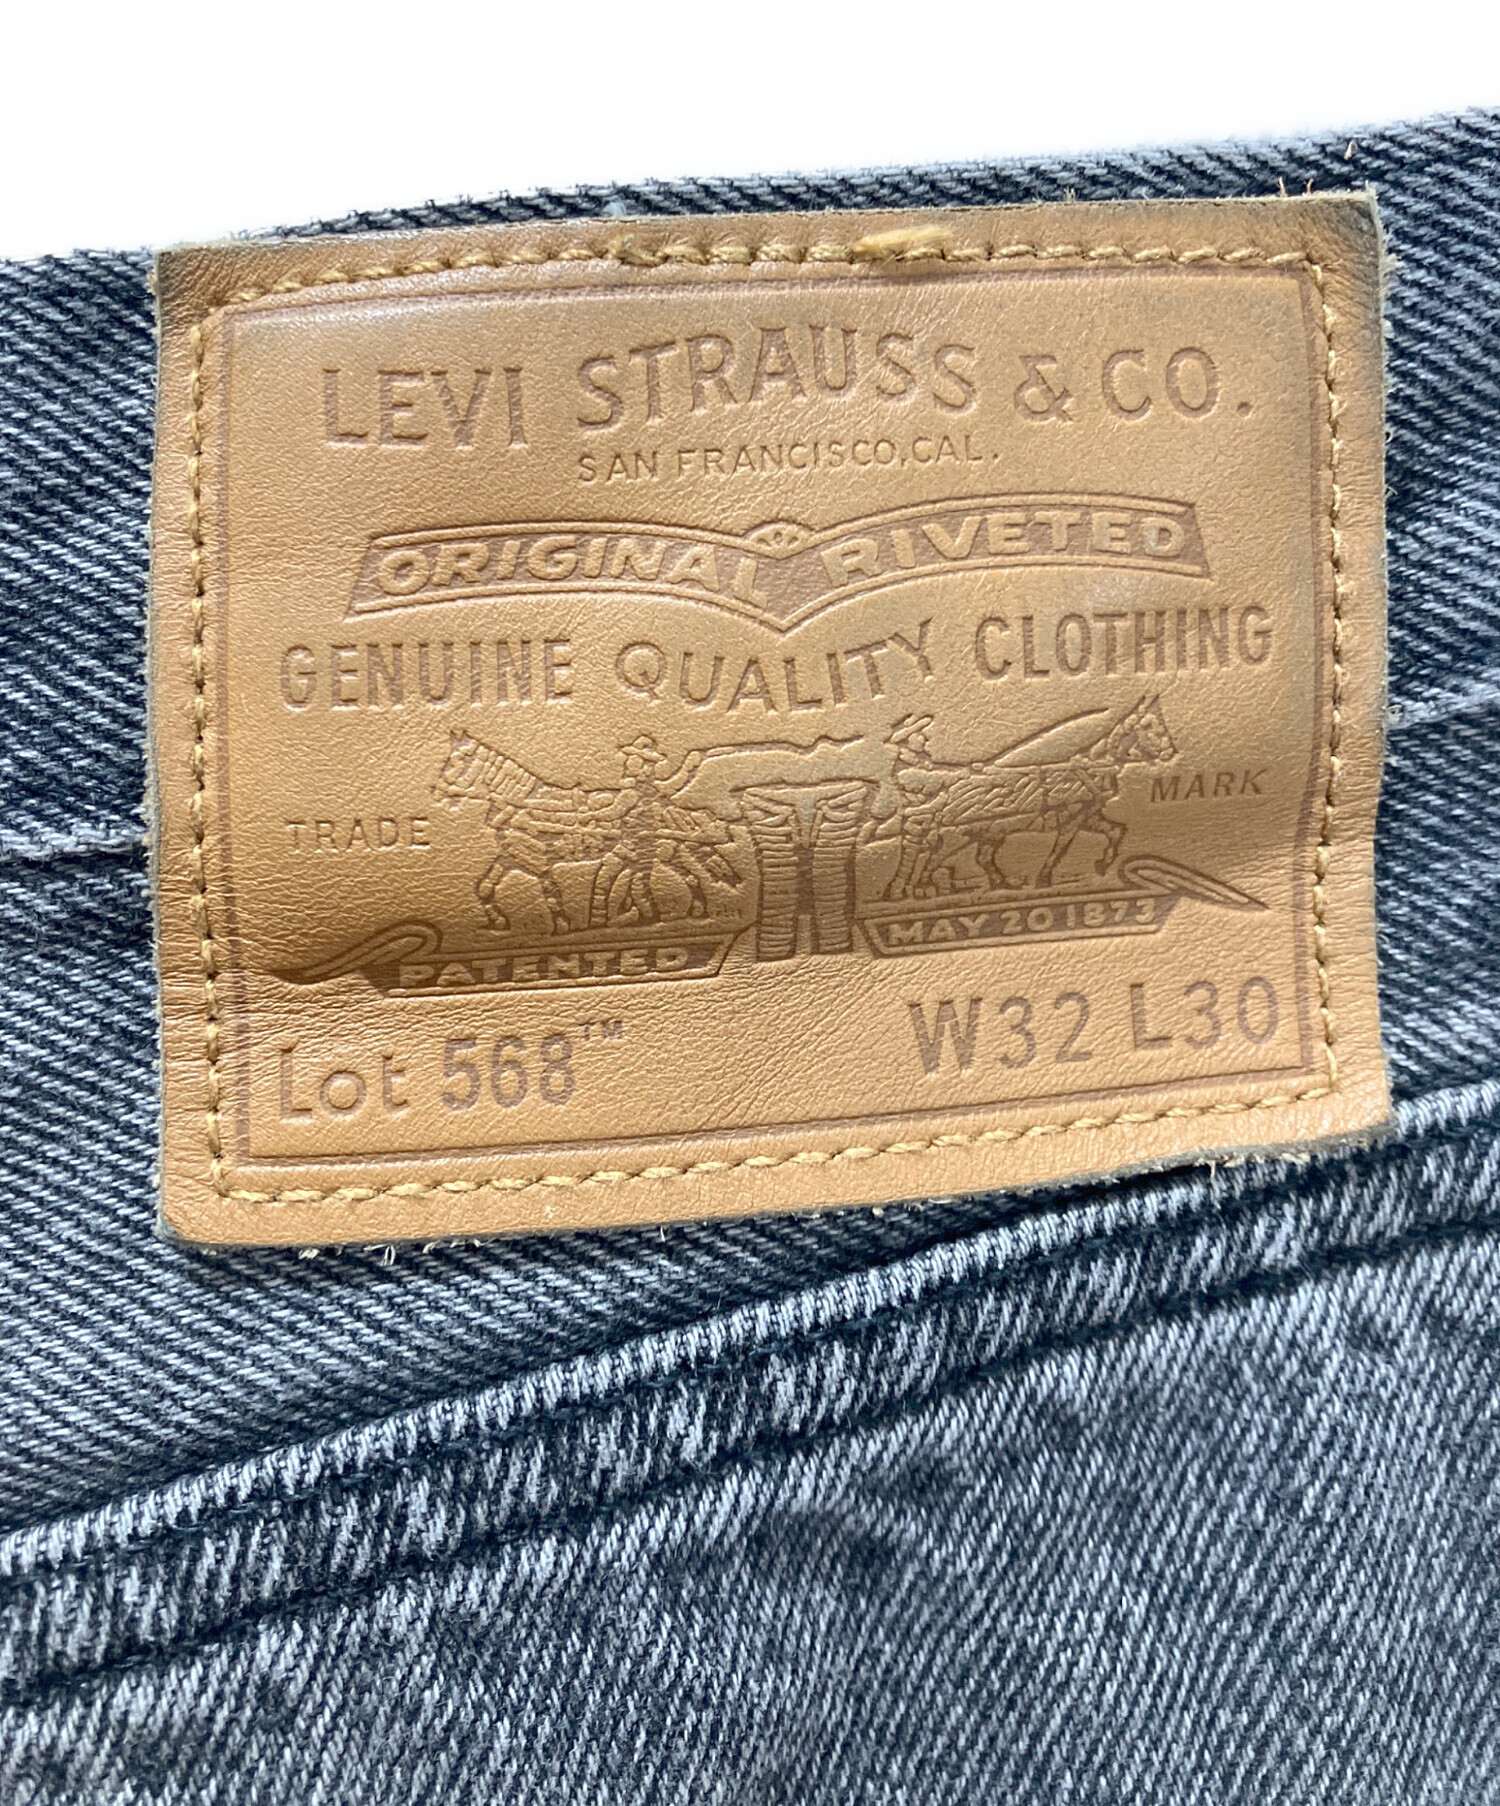 LEVI STRAUSS & CO.
SAN FRANCISCO, CAL.
ORIGINAL RIVETED
GENUINE QUALITY CLOTHING
TRADE MARK
PATENTED MAY 20 1873
Lot 568™ W32 L30